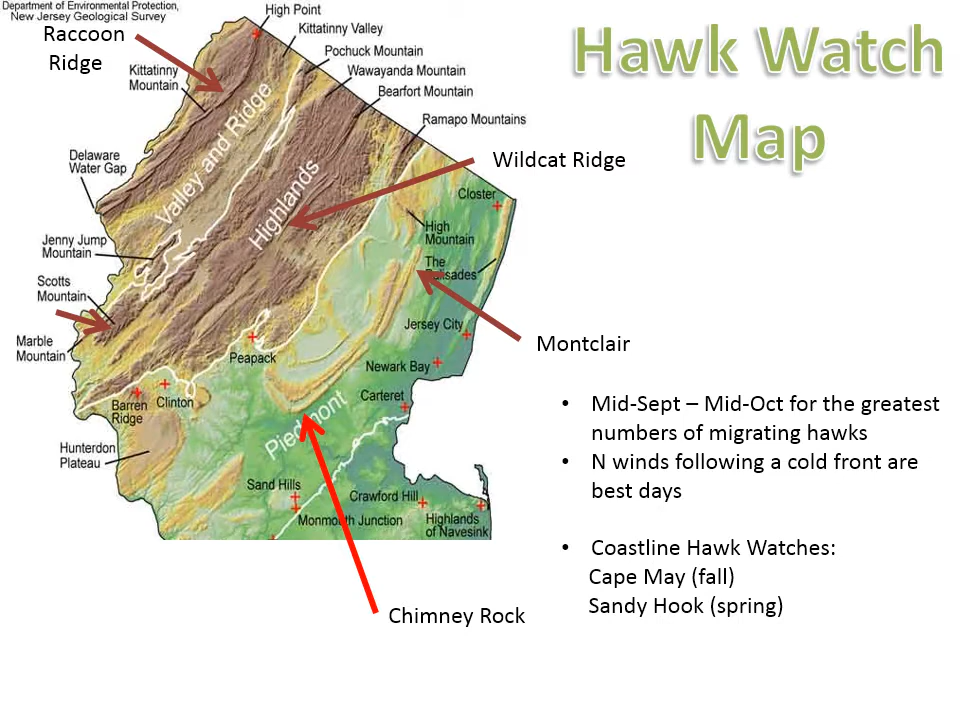 Department of Environmental Protection,
New Jersey Geological Survey
Hawk Watch
Map
Raccoon
Ridge
High Point
Kittatinny Valley
Pochuck Mountain
Wawayanda Mountain
Bearfort Mountain
Ramapo Mountains
Kittatinny
Mountain
Valley and Ridge
Highlands
Wildcat Ridge
Delaware
Water Gap
Closter
High
Mountain
The
Palisades
Jenny Jump
Mountain
Scotts
Mountain
Marble
Mountain
Jersey City
Montclair
Peapack
Newark Bay
Carteret
Clinton
Barren
Ridge
Piedmont
Hunterdon
Plateau
Sand Hills
Crawford Hill
Monmouth Junction
Highlands
of Navesink
Chimney Rock
• Mid-Sept – Mid-Oct for the greatest
numbers of migrating hawks
• N winds following a cold front are
best days
• Coastline Hawk Watches:
Cape May (fall)
Sandy Hook (spring)